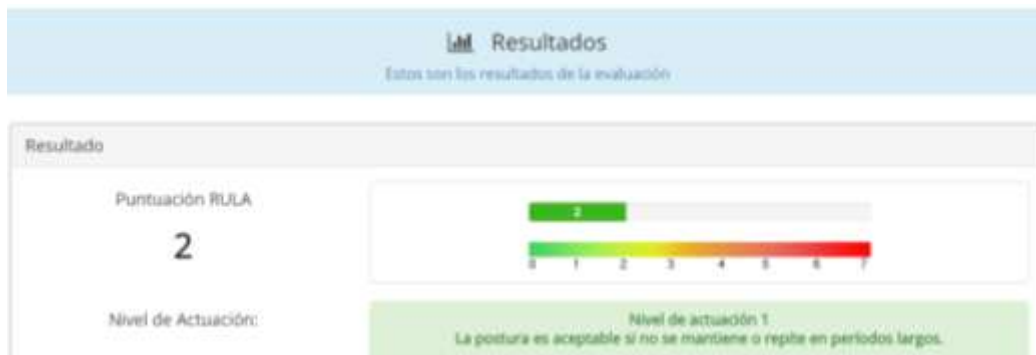 Resultados
Estos son los resultados de la evaluación
Resultado
Puntuación RULA
2
2
0 1 2 3 4 5 6 7
Nivel de Actuación:
Nivel de actuación 1
La postura es aceptable si no se mantiene o repite en períodos largos.